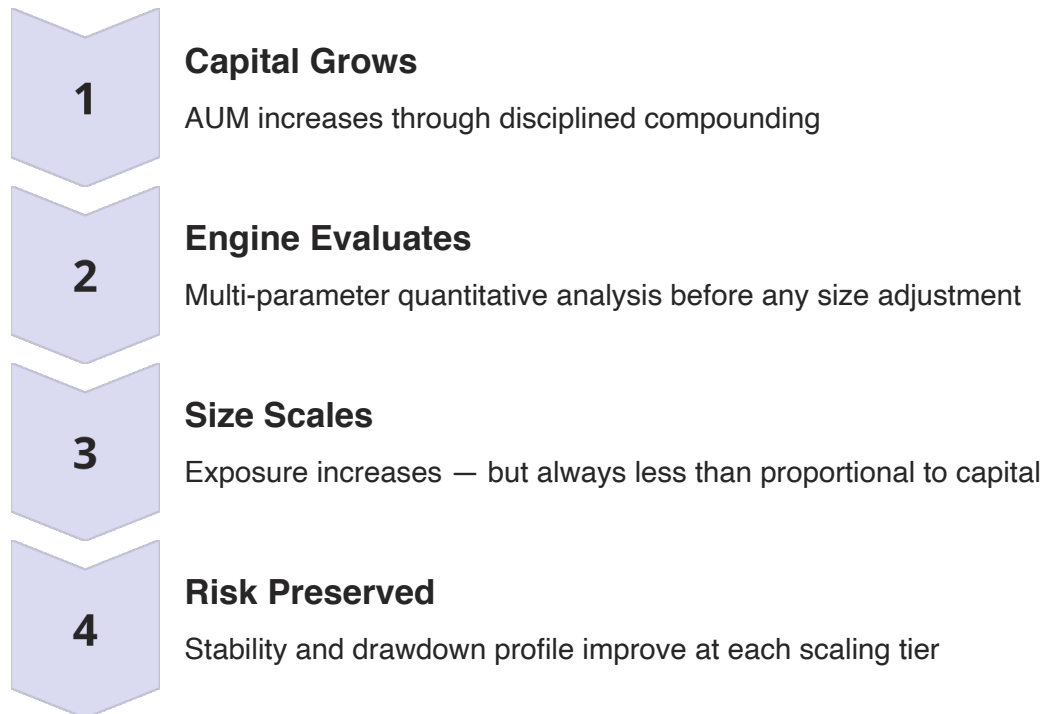 1
Capital Grows
AUM increases through disciplined compounding
2
Engine Evaluates
Multi-parameter quantitative analysis before any size adjustment
3
Size Scales
Exposure increases — but always less than proportional to capital
4
Risk Preserved
Stability and drawdown profile improve at each scaling tier